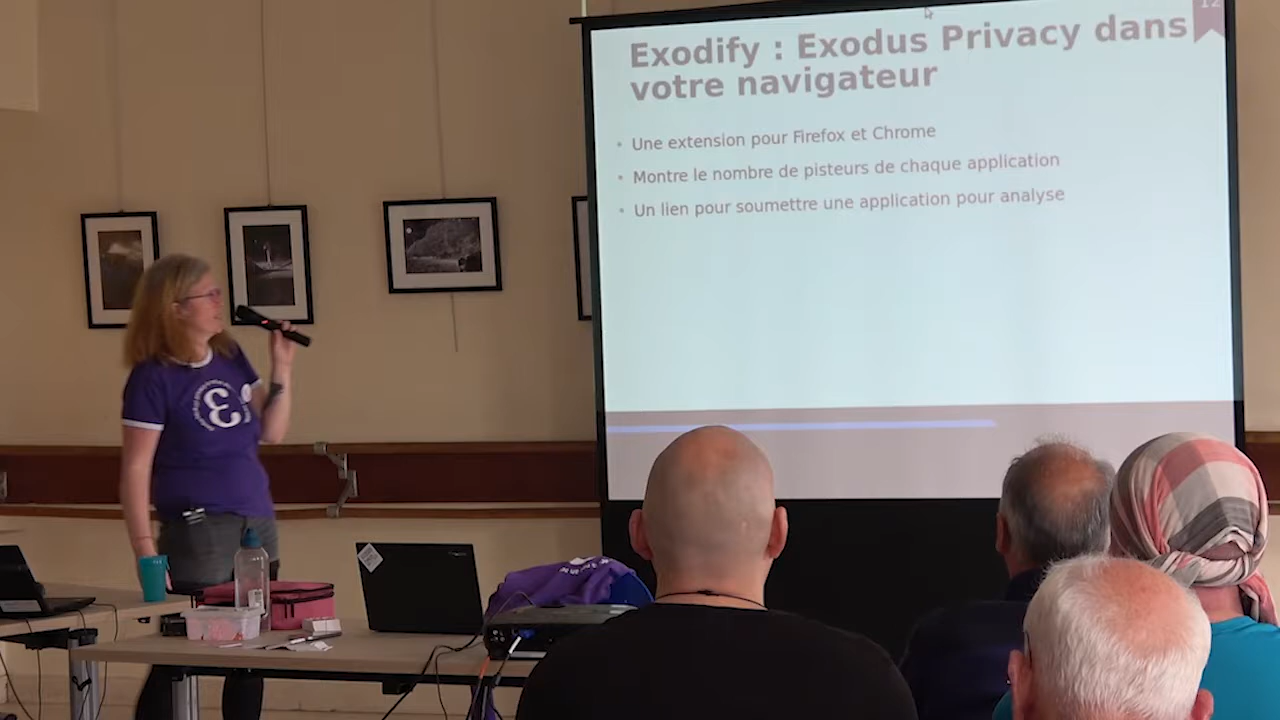 12
Exodify : Exodus Privacy dans
votre navigateur
• Une extension pour Firefox et Chrome
• Montre le nombre de pisteurs de chaque application
• Un lien pour soumettre une application pour analyse
ε